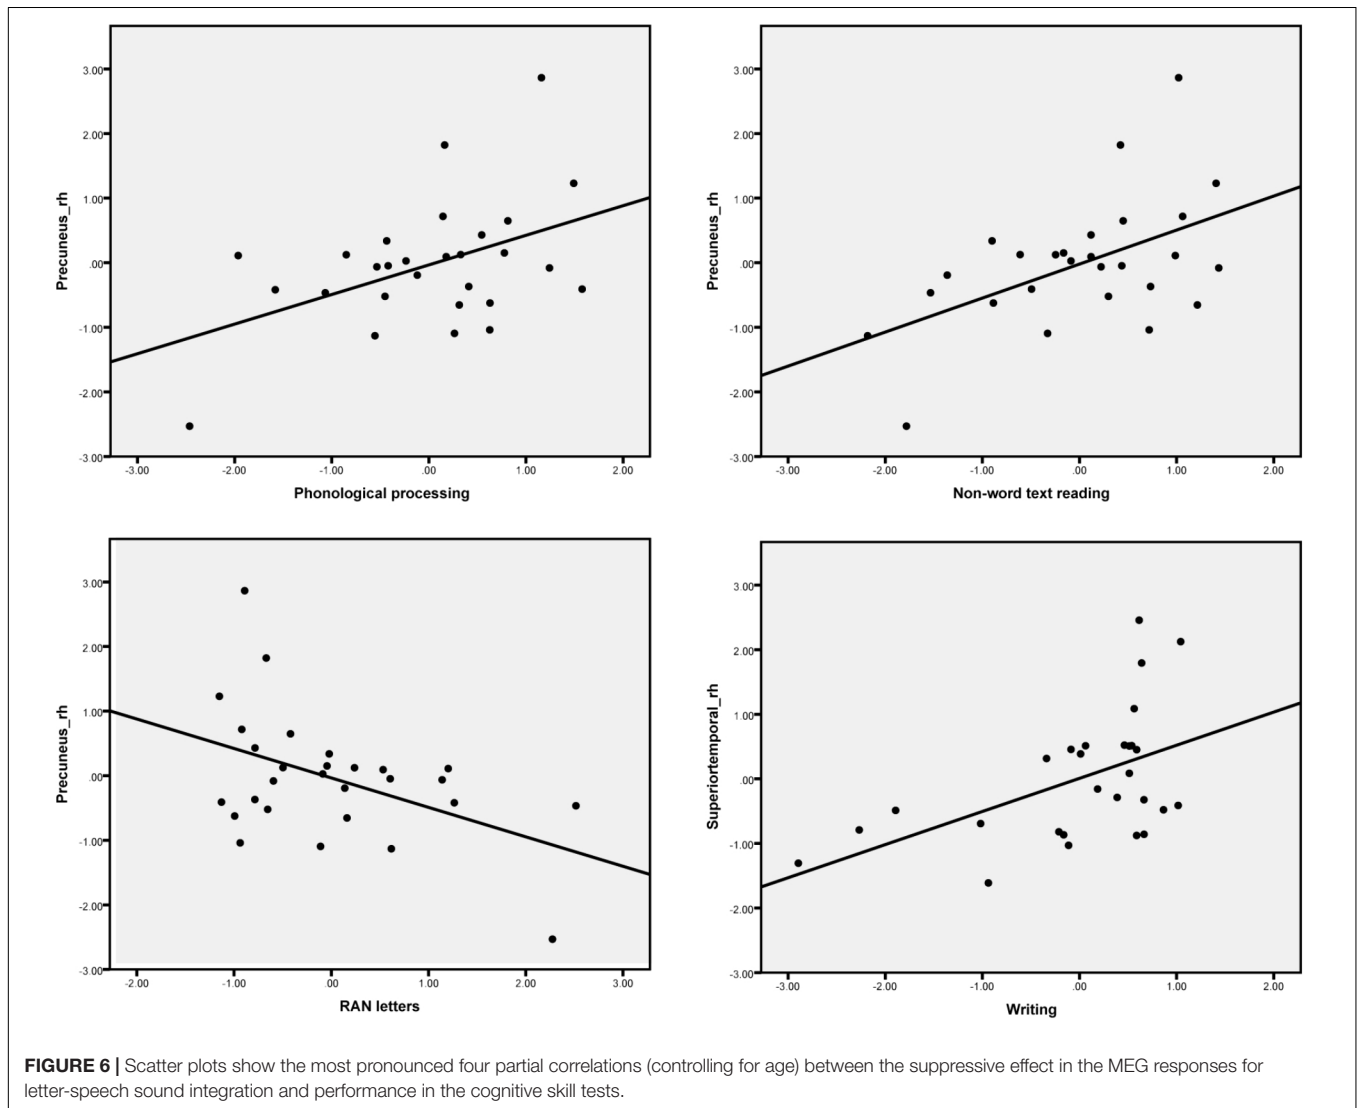 3.00
2.00
1.00
.00
-1.00
-2.00
-3.00
Precuneus_rh
-3.00 -2.00 -1.00 .00 1.00 2.00
Phonological processing
3.00
2.00
1.00
.00
-1.00
-2.00
-3.00
Precuneus_rh
-3.00 -2.00 -1.00 .00 1.00 2.00
Non-word text reading
3.00
2.00
1.00
.00
-1.00
-2.00
-3.00
Precuneus_rh
-2.00 -1.00 .00 1.00 2.00 3.00
RAN letters
3.00
2.00
1.00
.00
-1.00
-2.00
-3.00
Superiortemporal_rh
-3.00 -2.00 -1.00 .00 1.00 2.00
Writing
FIGURE 6 | Scatter plots show the most pronounced four partial correlations (controlling for age) between the suppressive effect in the MEG responses for
letter-speech sound integration and performance in the cognitive skill tests.